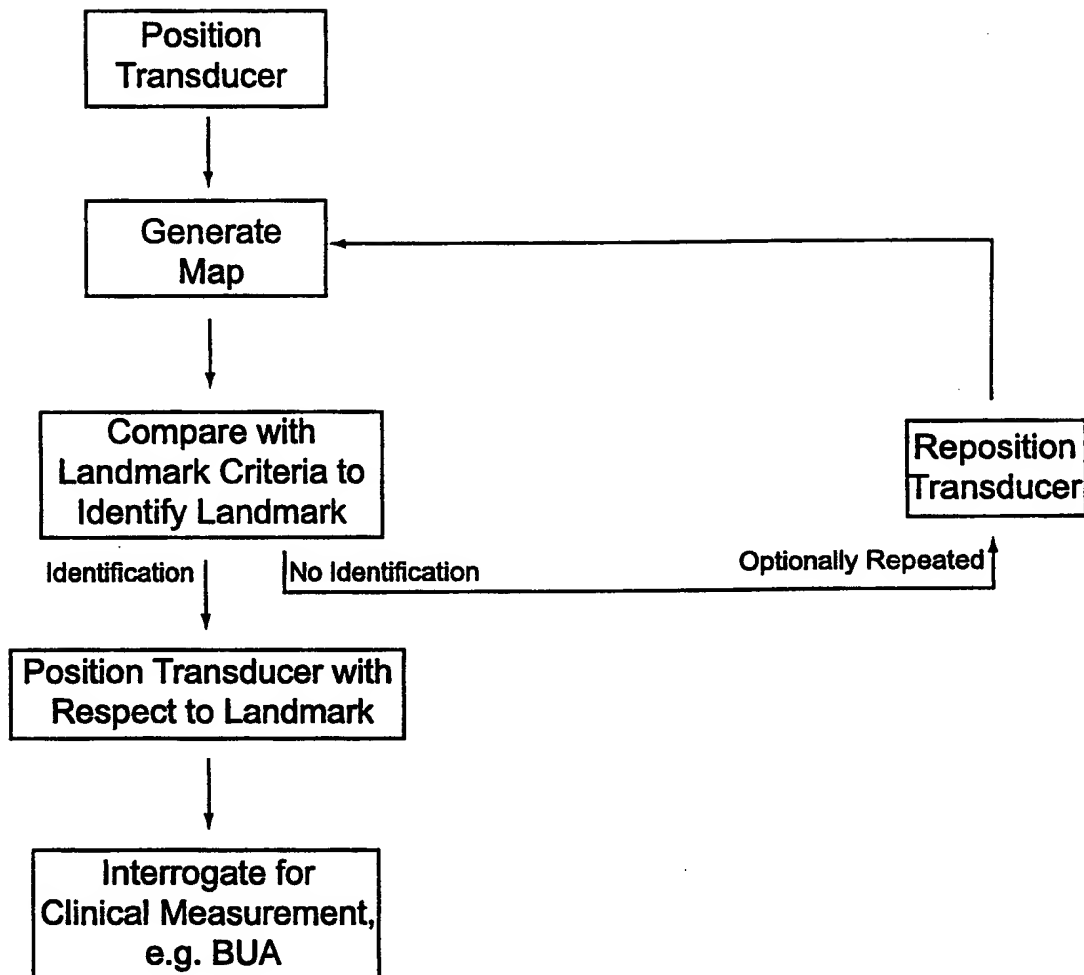 Position
Transducer
Generate
Map
Compare with
Landmark Criteria to
Identify Landmark
Reposition
Transducer
Identification
No Identification
Optionally Repeated
Position Transducer with
Respect to Landmark
Interrogate for
Clinical Measurement,
e.g. BUA